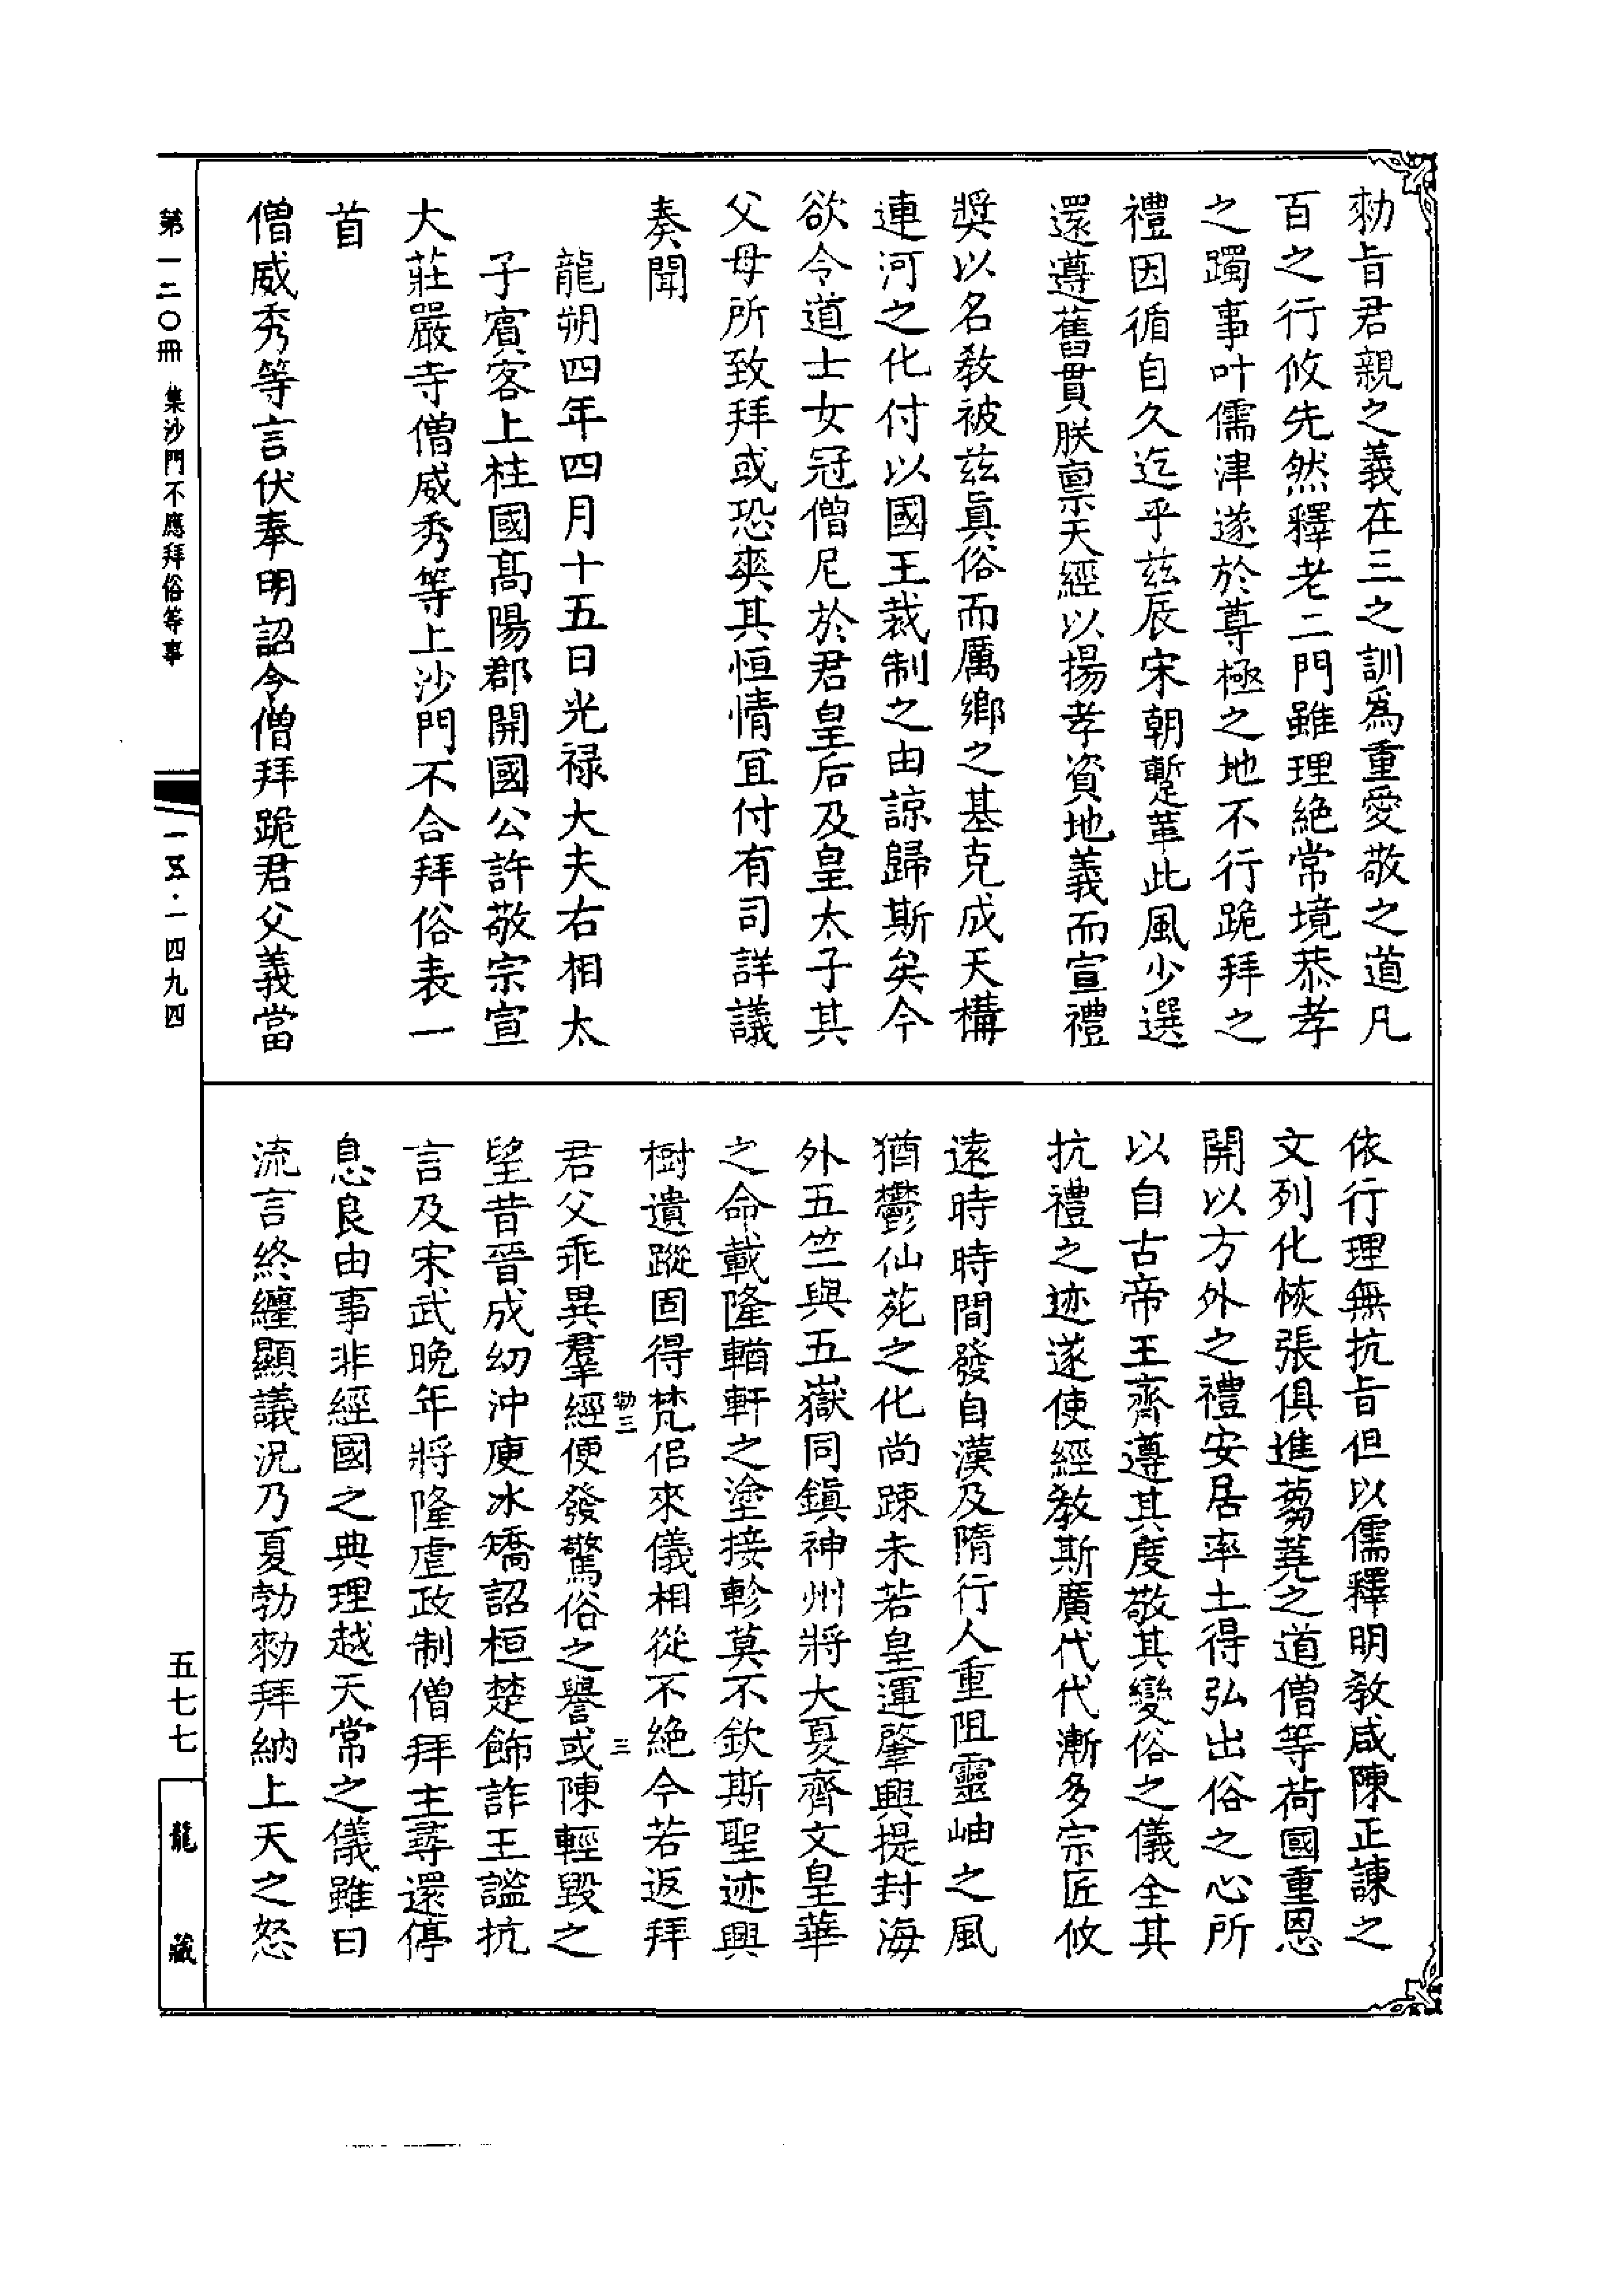 勑旨君親之義在三之訓爲重愛敬之道凡
百之行攸先然釋老二門雖理絶常境恭孝
之躅事叶儒津遂於尊極之地不行跪拜之
禮因循自久迄乎茲辰宋朝蹔革此風少選
還遵舊貫朕禀天經以揚孝資地義而宣禮
奬以名教被茲眞俗而厲鄉之基克成天構
連河之化付以國王裁制之由諒歸斯矣今
欲令道士女冠僧尼於君皇后及皇太子其
父母所致拜或恐爽其恒情宜付有司詳議
奏聞
龍朔四年四月十五日光禄大夫右相太
子賓客上柱國髙陽郡開國公許敬宗宣
大莊嚴寺僧威秀等上沙門不合拜俗表一
首
僧威秀等言伏奉明詔令僧拜跪君父義當
依行理無抗旨但以儒釋明教咸陳正諫之
文列化恢張俱進蒭蕘之道僧等荷國重恩
開以方外之禮安居率土得弘出俗之心所
以自古帝王齊遵其度敬其變俗之儀全其
抗禮之迹遂使經教斯廣代代漸多宗匠攸
遠時時間發自漢及隋行人重阻靈岫之風
猶鬱仙苑之化尚踈未若皇運肇興提封海
外五竺與五嶽同鎭神州將大夏齊文皇華
之命載隆輶軒之塗接軫莫不欽斯聖迹興
樹遺蹤固得梵侣來儀相從不絶今若返拜
君父乖異羣經便發驚俗之譽或陳輕毀之
望昔晉成幼沖庾冰矯詔桓楚飾詐王謐抗
言及宋武晚年將隆虐政制僧拜主尋還停
息良由事非經國之典理越天常之儀雖曰
流言終纏顯議況乃夏勃勑拜納上天之怒
勃三
三
第一二〇冊 集沙門不應拜俗等事
一五·一四九四
五七七
龍藏